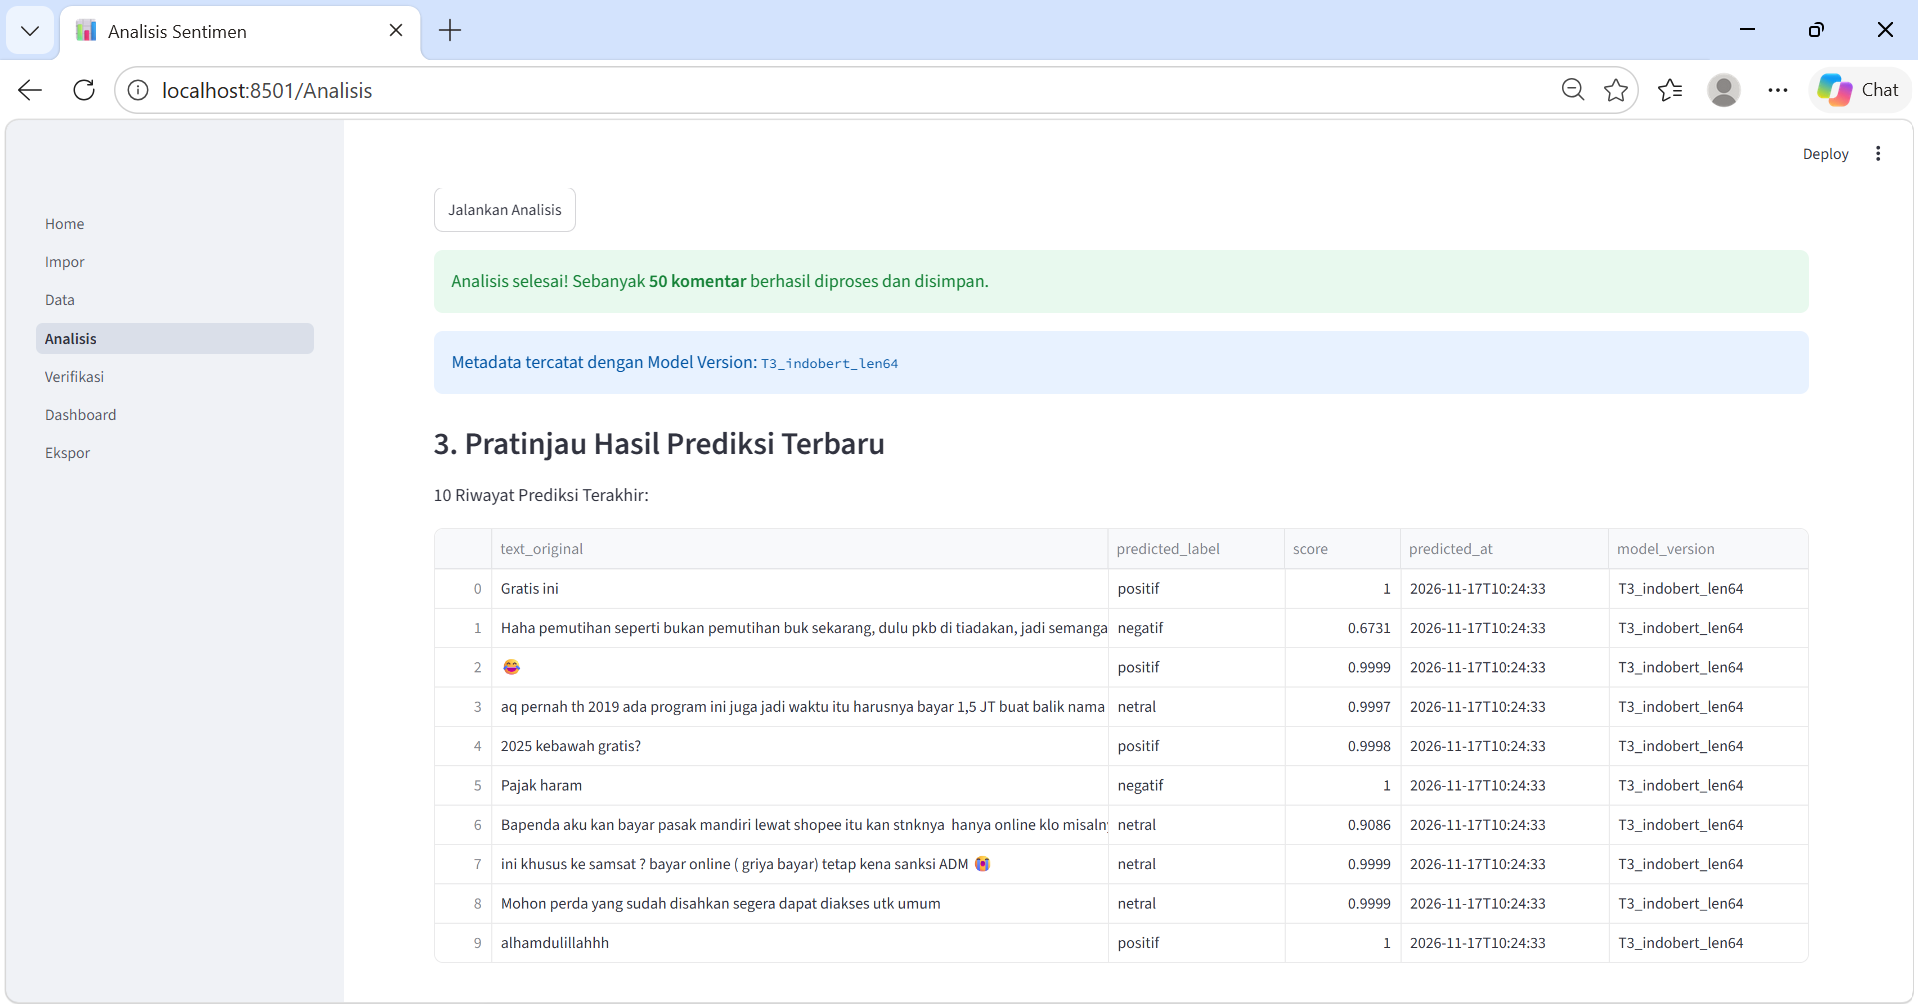 Analisis Sentimen
localhost:8501/Analisis
Chat
Deploy
Home
Impor
Data
Analisis
Verifikasi
Dashboard
Ekspor
Jalankan Analisis
Analisis selesai! Sebanyak 50 komentar berhasil diproses dan disimpan.
Metadata tercatat dengan Model Version: T3_indobert_len64
3. Pratinjau Hasil Prediksi Terbaru
10 Riwayat Prediksi Terakhir:
text_original predicted_label score predicted_at model_version
0 Gratis ini positif 1 2026-11-17T10:24:33 T3_indobert_len64
1 Haha pemutihan seperti bukan pemutihan buk sekarang, dulu pkb di tiadakan, jadi semanga negatif 0.6731 2026-11-17T10:24:33 T3_indobert_len64
2 😂 positif 0.9999 2026-11-17T10:24:33 T3_indobert_len64
3 aq pernah th 2019 ada program ini juga jadi waktu itu harusnya bayar 1,5 JT buat balik nama netral 0.9997 2026-11-17T10:24:33 T3_indobert_len64
4 2025 kebawah gratis? positif 0.9998 2026-11-17T10:24:33 T3_indobert_len64
5 Pajak haram negatif 1 2026-11-17T10:24:33 T3_indobert_len64
6 Bapenda aku kan bayar pasak mandiri lewat shopee itu kan stnknya  hanya online klo misaln netral 0.9086 2026-11-17T10:24:33 T3_indobert_len64
7 ini khusus ke samsat ? bayar online ( griya bayar) tetap kena sanksi ADM 😭 netral 0.9999 2026-11-17T10:24:33 T3_indobert_len64
8 Mohon perda yang sudah disahkan segera dapat diakses utk umum netral 0.9999 2026-11-17T10:24:33 T3_indobert_len64
9 alhamdulillahhh positif 1 2026-11-17T10:24:33 T3_indobert_len64